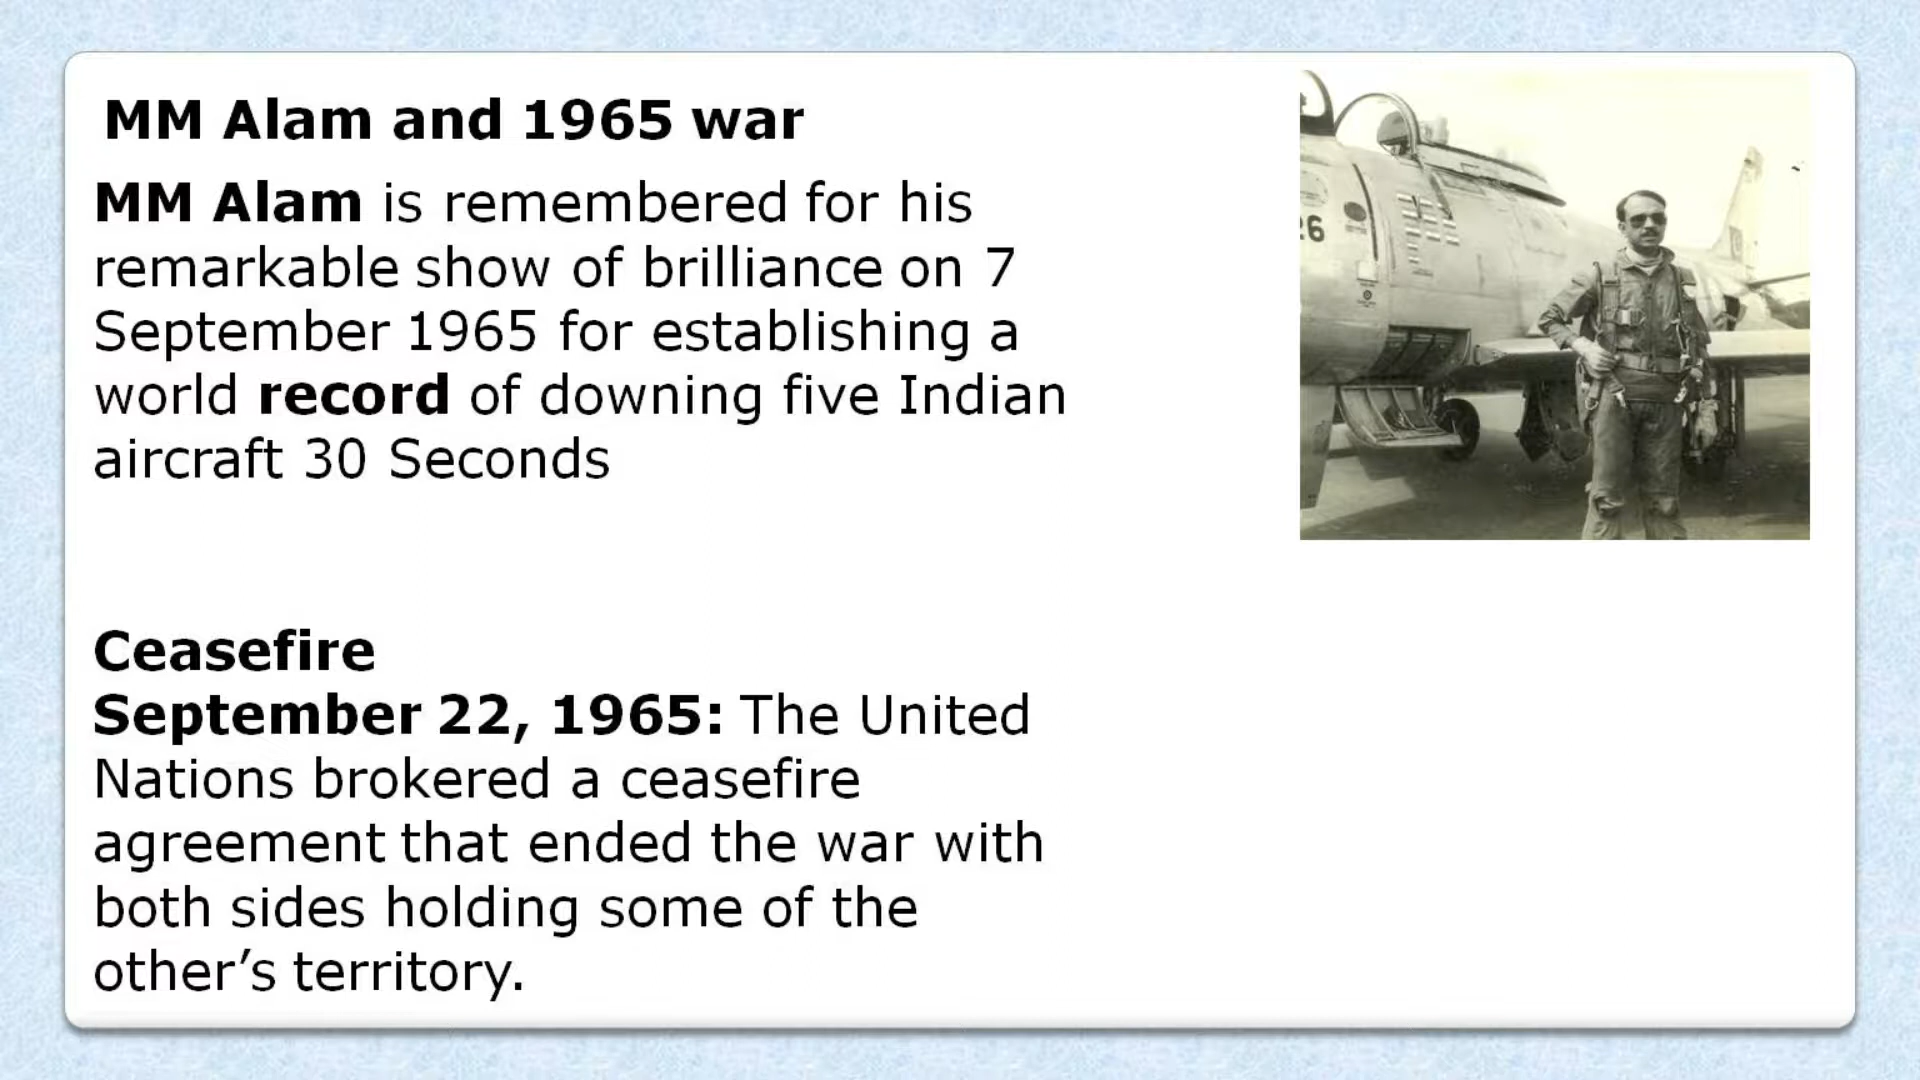 MM Alam and 1965 war
MM Alam is remembered for his
remarkable show of brilliance on 7
September 1965 for establishing a
world record of downing five Indian
aircraft 30 Seconds
26
Ceasefire
September 22, 1965: The United
Nations brokered a ceasefire
agreement that ended the war with
both sides holding some of the
other’s territory.